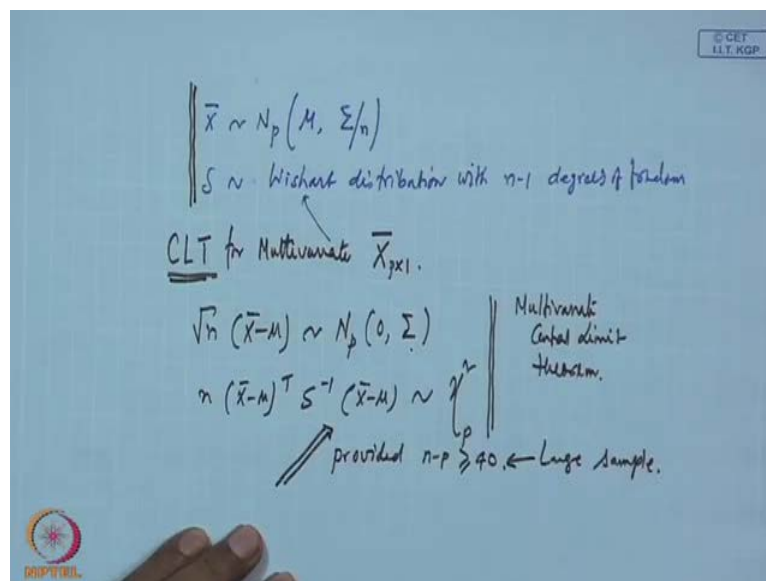 © CET
I.I.T. KGP
X̄ ~ N_p (μ, Σ/n)
S ~ Wishart distribution with n-1 degrees of freedom
CLT for Multivariate X̄_{p×1}.
√n (X̄-μ) ~ N_p (0, Σ)
n (X̄-μ)^T S^{-1} (X̄-μ) ~ χ²_p
Multivariate
Central limit
theorem.
provided n-p ≥ 40. ← Large sample.
NPTEL